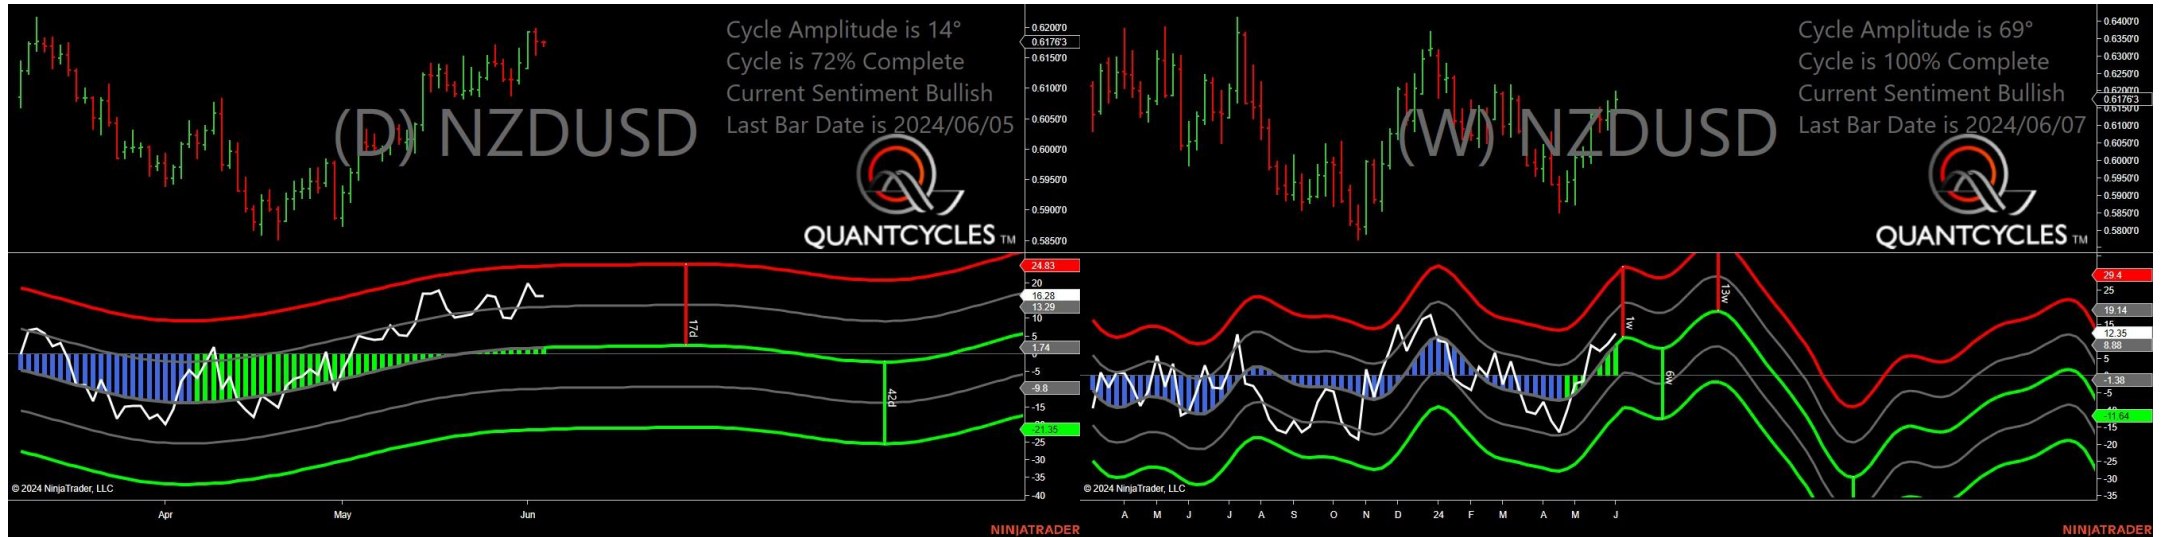 Cycle Amplitude is 14°
Cycle is 72% Complete
Current Sentiment Bullish
Last Bar Date is 2024/06/05
(D) NZDUSD
QUANTCYCLES TM
0.6200'0
0.6176'3
0.6150'0
0.6100'0
0.6050'0
0.6000'0
0.5950'0
0.5900'0
0.5850'0
24.83
20
16.28
13.29
10
5
1.74
-5
-9.8
-15
-21.35
-25
-30
-35
-40
17d
42d
© 2024 NinjaTrader, LLC
Apr May Jun
NINJATRADER
Cycle Amplitude is 69°
Cycle is 100% Complete
Current Sentiment Bullish
Last Bar Date is 2024/06/07
(W) NZDUSD
QUANTCYCLES TM
0.6400'0
0.6350'0
0.6300'0
0.6250'0
0.6200'0
0.6176'3
0.6150'0
0.6100'0
0.6050'0
0.6000'0
0.5950'0
0.5900'0
0.5850'0
0.5800'0
29.4
25
19.14
15
12.35
8.88
5
-1.38
-5
-11.64
-15
-20
-25
-30
-35
1w
6w
13w
© 2024 NinjaTrader, LLC
A M J J A S O N D 24 F M A M J
NINJATRADER